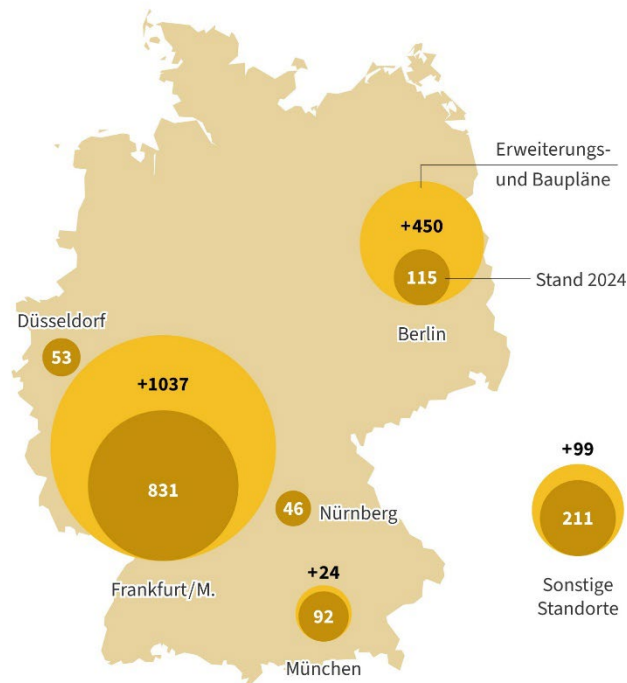 Erweiterungs-
und Baupläne
+450
115
Stand 2024
Berlin
Düsseldorf
53
+1037
831
Frankfurt/M.
46
Nürnberg
+24
92
München
+99
211
Sonstige
Standorte